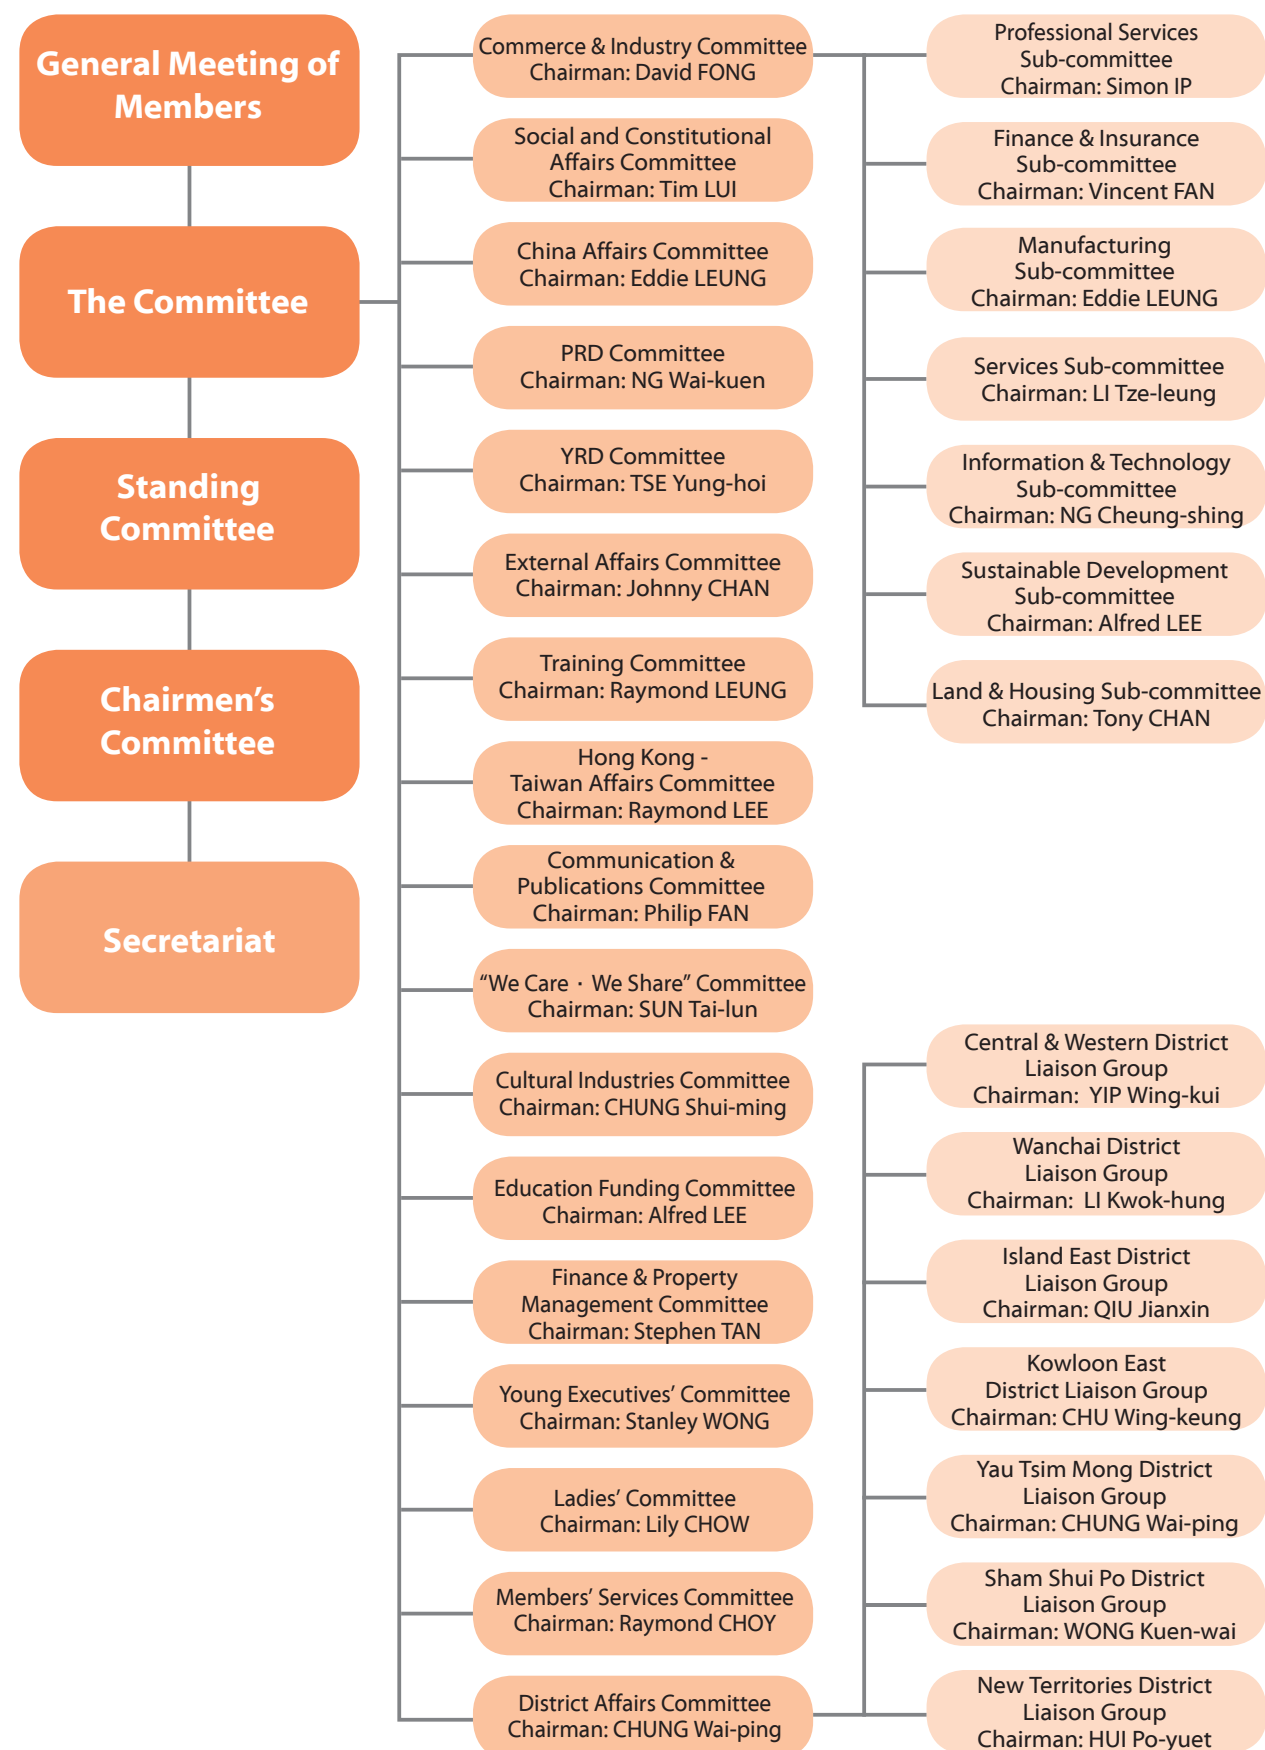 General Meeting of
Members
The Committee
Standing
Committee
Chairmen's
Committee
Secretariat
Commerce & Industry Committee
Chairman: David FONG
Social and Constitutional
Affairs Committee
Chairman: Tim LUI
China Affairs Committee
Chairman: Eddie LEUNG
PRD Committee
Chairman: NG Wai-kuen
YRD Committee
Chairman: TSE Yung-hoi
External Affairs Committee
Chairman: Johnny CHAN
Training Committee
Chairman: Raymond LEUNG
Hong Kong -
Taiwan Affairs Committee
Chairman: Raymond LEE
Communication &
Publications Committee
Chairman: Philip FAN
“We Care · We Share” Committee
Chairman: SUN Tai-lun
Cultural Industries Committee
Chairman: CHUNG Shui-ming
Education Funding Committee
Chairman: Alfred LEE
Finance & Property
Management Committee
Chairman: Stephen TAN
Young Executives’ Committee
Chairman: Stanley WONG
Ladies’ Committee
Chairman: Lily CHOW
Members’ Services Committee
Chairman: Raymond CHOY
District Affairs Committee
Chairman: CHUNG Wai-ping
Professional Services
Sub-committee
Chairman: Simon IP
Finance & Insurance
Sub-committee
Chairman: Vincent FAN
Manufacturing
Sub-committee
Chairman: Eddie LEUNG
Services Sub-committee
Chairman: LI Tze-leung
Information & Technology
Sub-committee
Chairman: NG Cheung-shing
Sustainable Development
Sub-committee
Chairman: Alfred LEE
Land & Housing Sub-committee
Chairman: Tony CHAN
Central & Western District
Liaison Group
Chairman: YIP Wing-kui
Wanchai District
Liaison Group
Chairman: LI Kwok-hung
Island East District
Liaison Group
Chairman: QIU Jianxin
Kowloon East
District Liaison Group
Chairman: CHU Wing-keung
Yau Tsim Mong District
Liaison Group
Chairman: CHUNG Wai-ping
Sham Shui Po District
Liaison Group
Chairman: WONG Kuen-wai
New Territories District
Liaison Group
Chairman: HUI Po-yuet